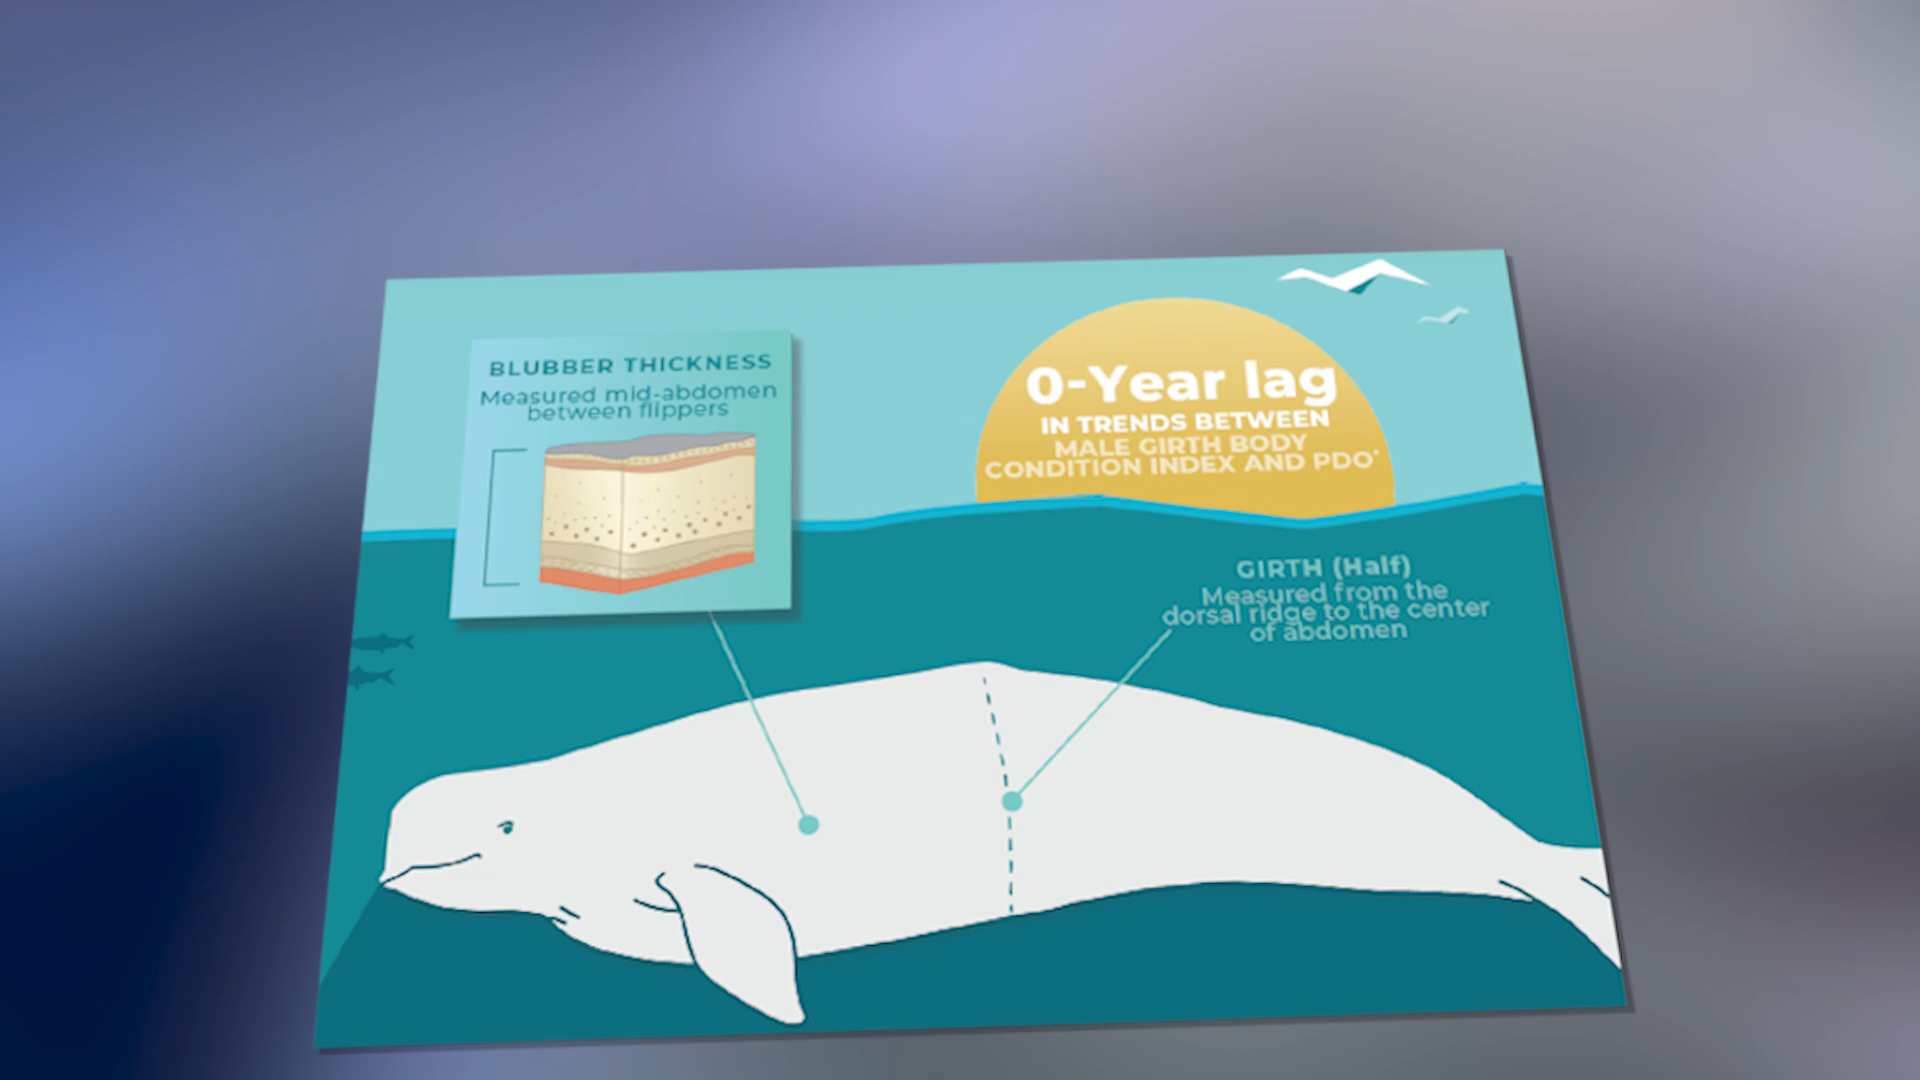 BLUBBER THICKNESS
Measured mid-abdomen
between flippers
0-Year lag
IN TRENDS BETWEEN
MALE GIRTH BODY
CONDITION INDEX AND PDO*
GIRTH (Half)
Measured from the
dorsal ridge to the center
of abdomen